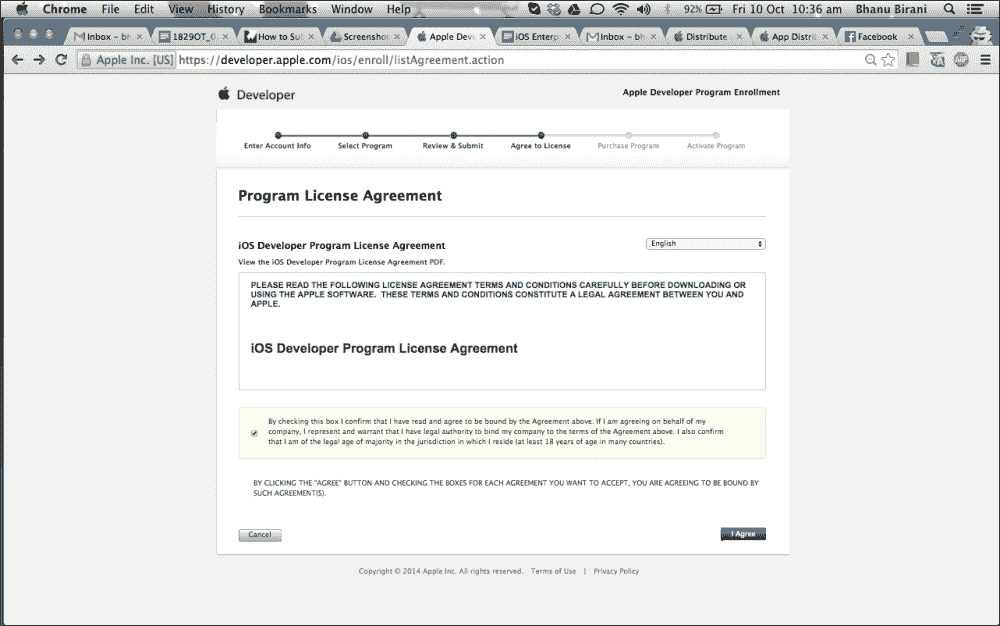 Chrome File Edit View History Bookmarks Window Help 92% Fri 10 Oct 10:36 am Bhanu Birani
Inbox – bh 1829OT_0 How to Sul Screenshot Apple Deve iOS Enterp Inbox – bh Distribute App Distrib Facebook
Apple Inc. [US] https://developer.apple.com/ios/enroll/listAgreement.action
Developer
Apple Developer Program Enrollment
Enter Account Info Select Program Review & Submit Agree to License Purchase Program Activate Program
Program License Agreement
iOS Developer Program License Agreement
English
View the iOS Developer Program License Agreement PDF.
PLEASE READ THE FOLLOWING LICENSE AGREEMENT TERMS AND CONDITIONS CAREFULLY BEFORE DOWNLOADING OR
USING THE APPLE SOFTWARE. THESE TERMS AND CONDITIONS CONSTITUTE A LEGAL AGREEMENT BETWEEN YOU AND
APPLE.
iOS Developer Program License Agreement
By checking this box I confirm that I have read and agree to be bound by the Agreement above. If I am agreeing on behalf of my
company, I represent and warrant that I have legal authority to bind my company to the terms of the Agreement above. I also confirm
that I am of the legal age of majority in the jurisdiction in which I reside (at least 18 years of age in many countries).
BY CLICKING THE "AGREE" BUTTON AND CHECKING THE BOXES FOR EACH AGREEMENT YOU WANT TO ACCEPT, YOU ARE AGREEING TO BE BOUND BY
SUCH AGREEMENT(S).
Cancel
I Agree
Copyright © 2014 Apple Inc. All rights reserved. Terms of Use | Privacy Policy